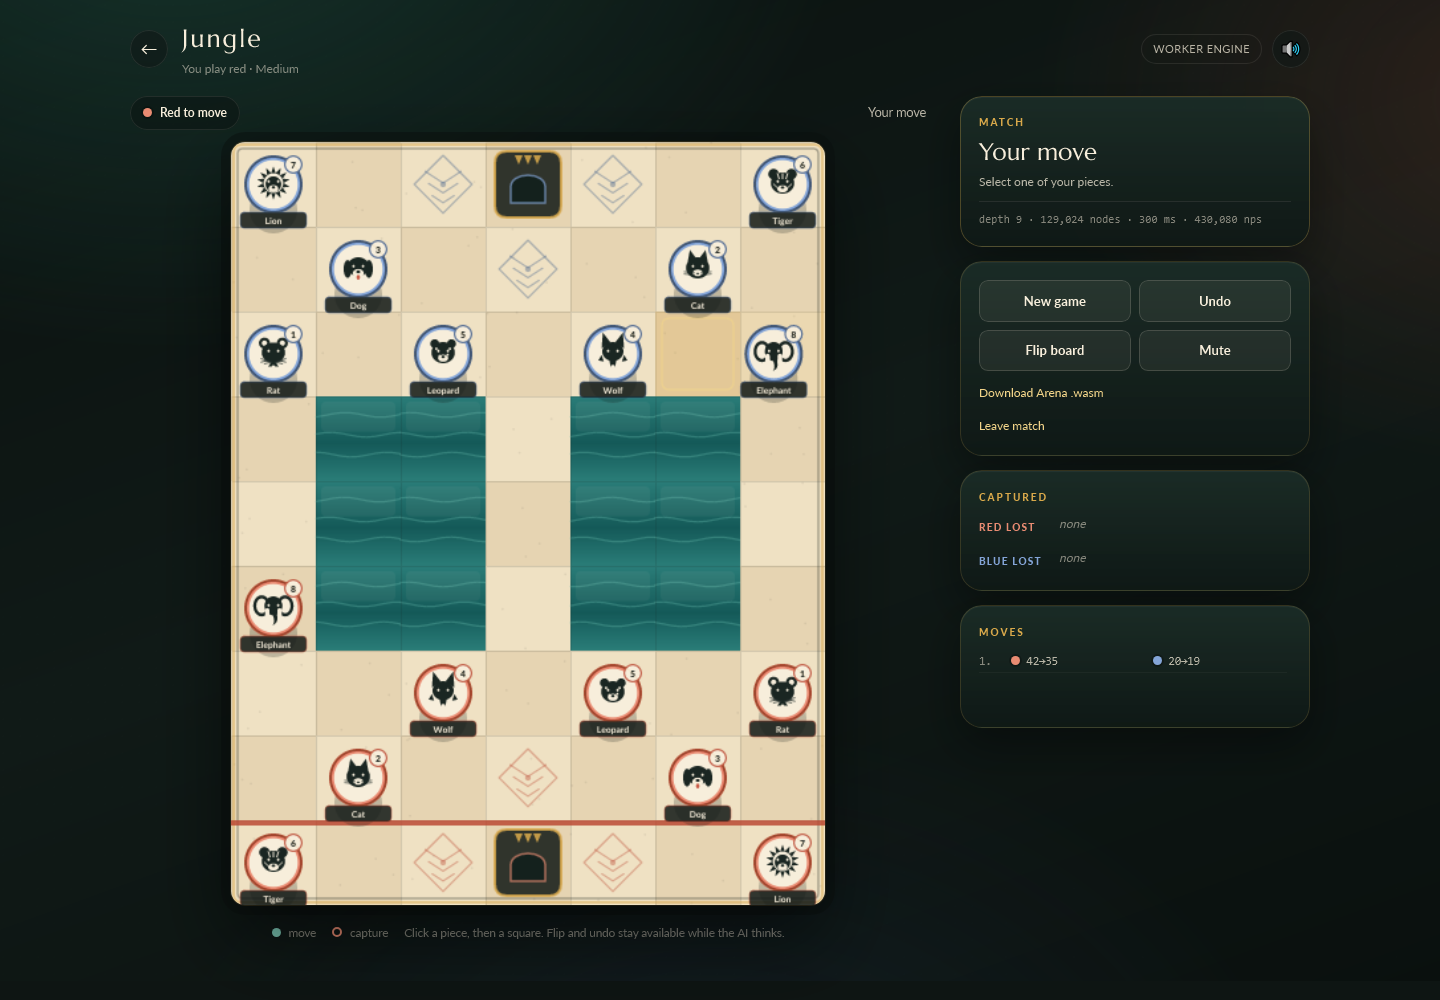 ←
Jungle
You play red · Medium
WORKER ENGINE
Red to move
Your move
7
Lion
6
Tiger
3
Dog
2
Cat
1
Rat
5
Leopard
4
Wolf
8
Elephant
8
Elephant
4
Wolf
5
Leopard
1
Rat
2
Cat
3
Dog
6
Tiger
7
Lion
move
capture
Click a piece, then a square. Flip and undo stay available while the AI thinks.
MATCH
Your move
Select one of your pieces.
depth 9 · 129,024 nodes · 300 ms · 430,080 nps
New game
Undo
Flip board
Mute
Download Arena .wasm
Leave match
CAPTURED
RED LOST none
BLUE LOST none
MOVES
1. 42→35 20→19